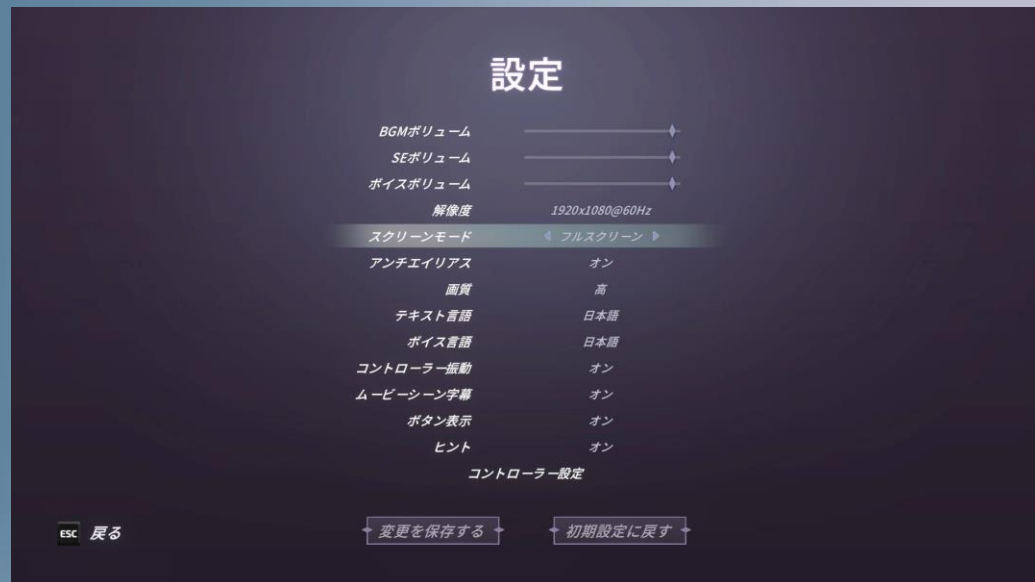 設定
BGMボリューム
SEボリューム
ボイスボリューム
解像度 1920x1080@60Hz
スクリーンモード フルスクリーン
アンチエイリアス オン
画質 高
テキスト言語 日本語
ボイス言語 日本語
コントローラー振動 オン
ムービーシーン字幕 オン
ボタン表示 オン
ヒント オン
コントローラー設定
ESC 戻る 変更を保存する 初期設定に戻す